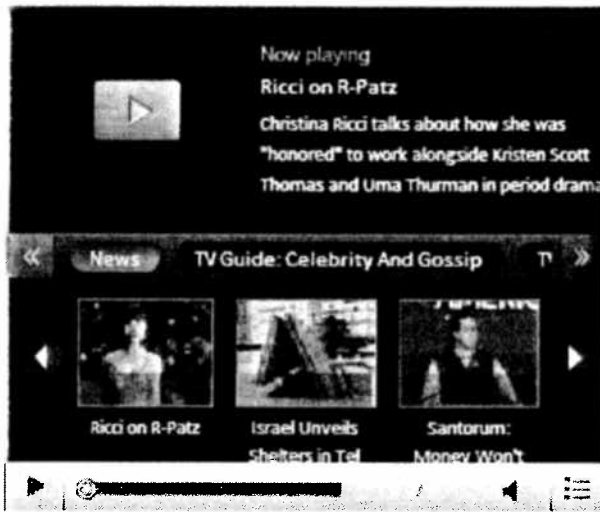 Now playing
Ricci on R-Patz
Christina Ricci talks about how she was
"honored" to work alongside Kristen Scott
Thomas and Uma Thurman in period drama
News TV Guide: Celebrity And Gossip
Ricci on R-Patz
Israel Unveils
Shelters in Tel
Santorum:
Money Won't